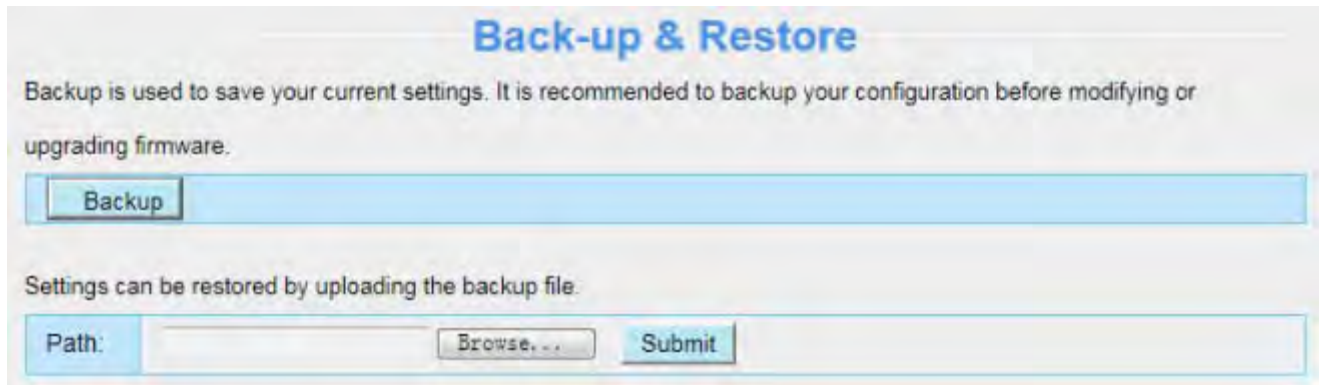 Back-up & Restore
Backup is used to save your current settings. It is recommended to backup your configuration before modifying or
upgrading firmware.
Backup
Settings can be restored by uploading the backup file.
Path: Browse... Submit